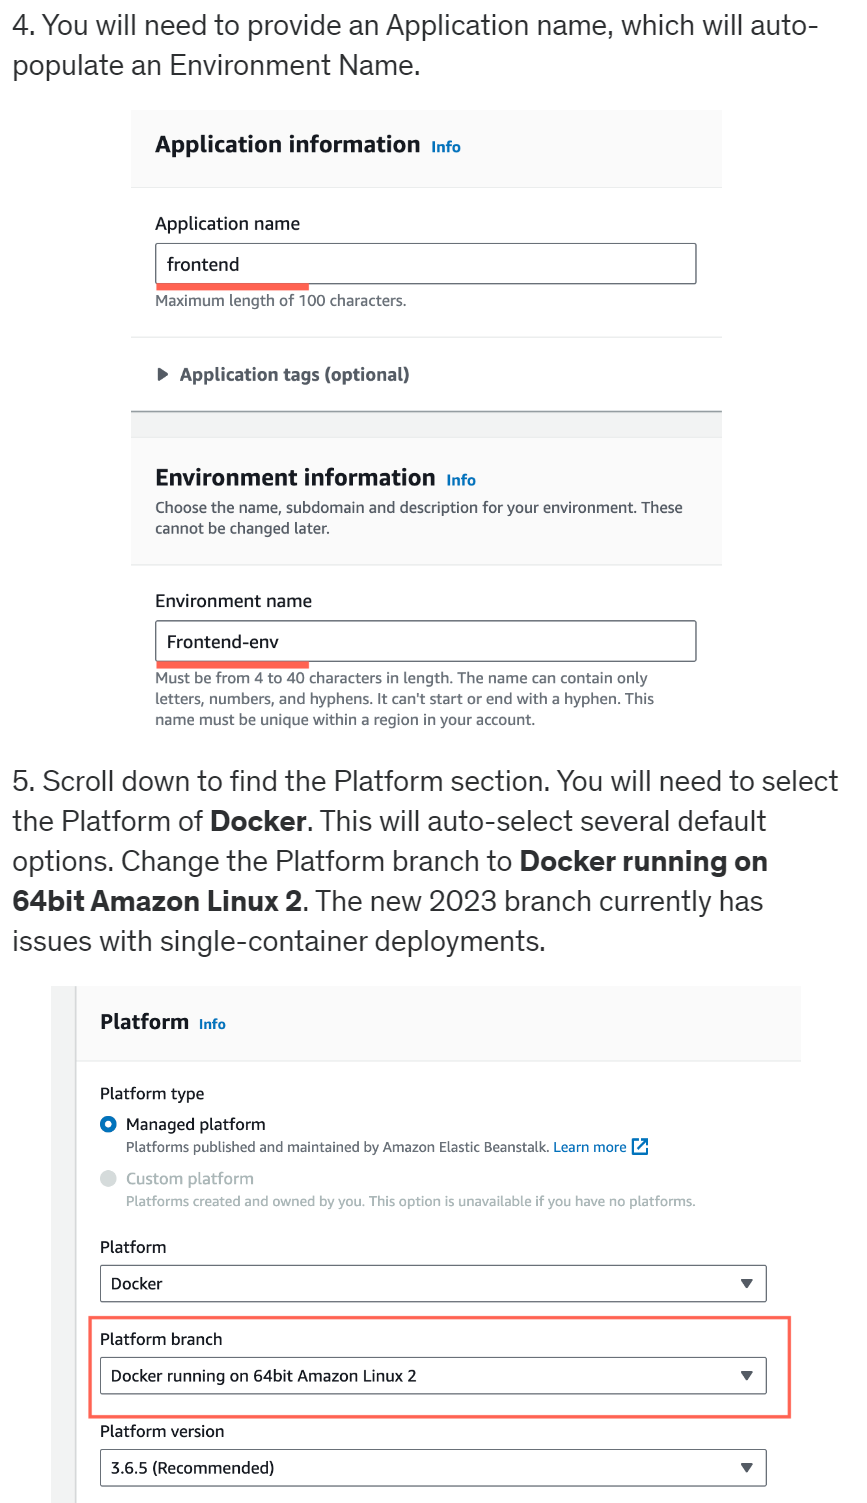 4. You will need to provide an Application name, which will auto-
populate an Environment Name.
Application information Info
Application name
frontend
Maximum length of 100 characters.
Application tags (optional)
Environment information Info
Choose the name, subdomain and description for your environment. These
cannot be changed later.
Environment name
Frontend-env
Must be from 4 to 40 characters in length. The name can contain only
letters, numbers, and hyphens. It can't start or end with a hyphen. This
name must be unique within a region in your account.
5. Scroll down to find the Platform section. You will need to select
the Platform of Docker. This will auto-select several default
options. Change the Platform branch to Docker running on
64bit Amazon Linux 2. The new 2023 branch currently has
issues with single-container deployments.
Platform Info
Platform type
Managed platform
Platforms published and maintained by Amazon Elastic Beanstalk. Learn more
Custom platform
Platforms created and owned by you. This option is unavailable if you have no platforms.
Platform
Docker
Platform branch
Docker running on 64bit Amazon Linux 2
Platform version
3.6.5 (Recommended)